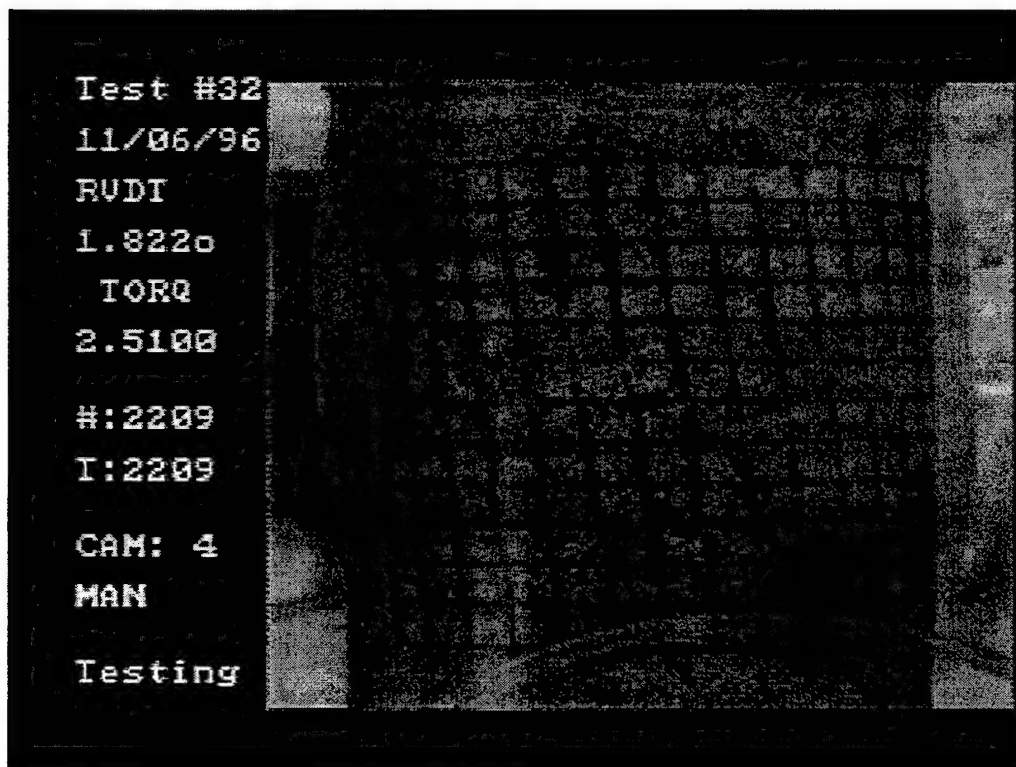 Test #32
11/06/96
RVDT
1.822o
TORQ
2.5100
#:2209
T:2209
CAM: 4
MAN
Testing